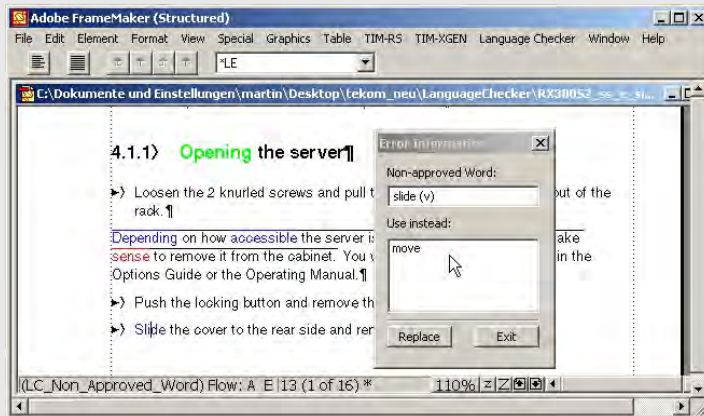 Adobe FrameMaker (Structured)
File Edit Element Format View Special Graphics Table TIM-RS TIM-XGEN Language Checker Window Help
*LE
C:\Dokumente und Einstellungen\martin\Desktop\tekom_neu\LanguageChecker\
4.1.1) Opening the server¶
Loosen the 2 knurled screws and pull t
out of the
rack.¶
Depending on how accessible the server is
ake
sense to remove it from the cabinet. You
in the
Options Guide or the Operating Manual.¶
Push the locking button and remove th
Slide the cover to the rear side and rer
Error Information
Non-approved Word:
slide (v)
Use instead:
move
Replace Exit
(LC_Non_Approved_Word) Flow: A E 13 (1 of 16) * 110% z Z